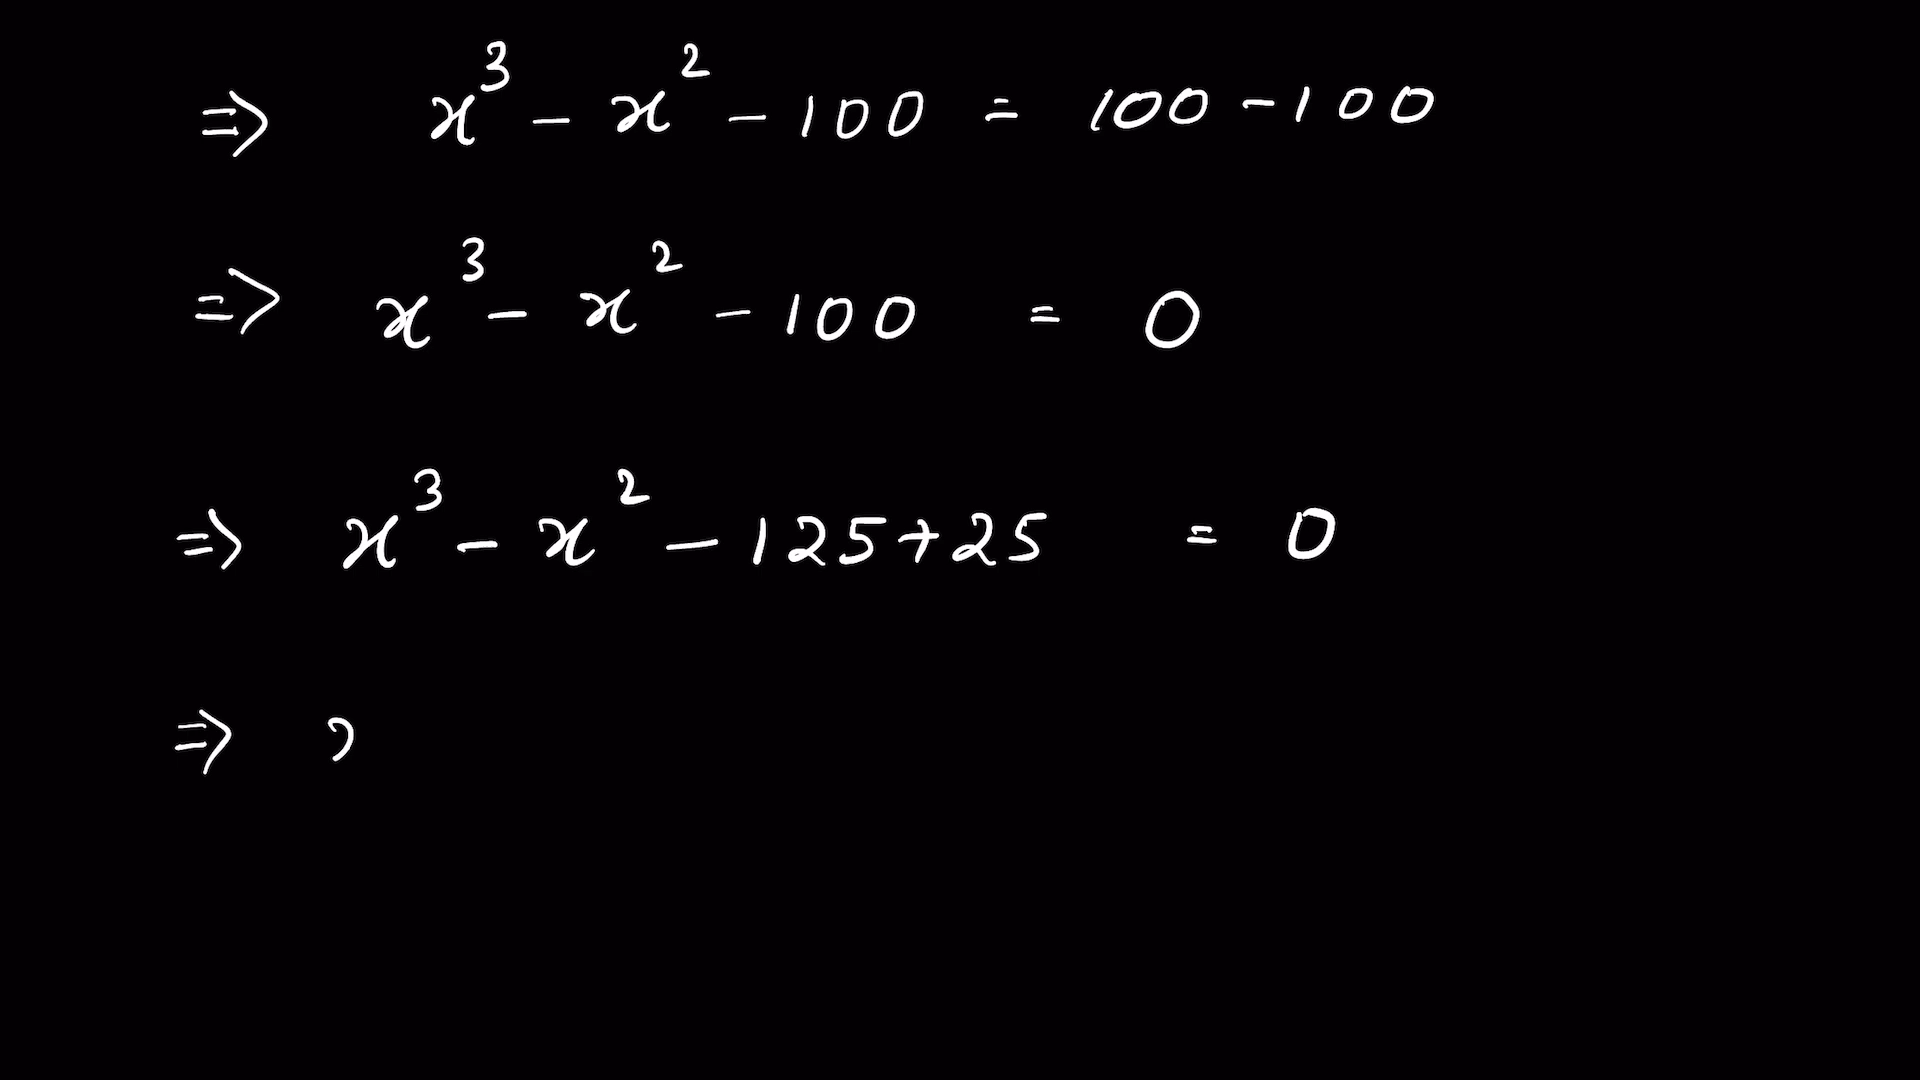 ⇒ x³ - x² - 100 = 100 - 100
⇒ x³ - x² - 100 = 0
⇒ x³ - x² - 125 + 25 = 0
⇒